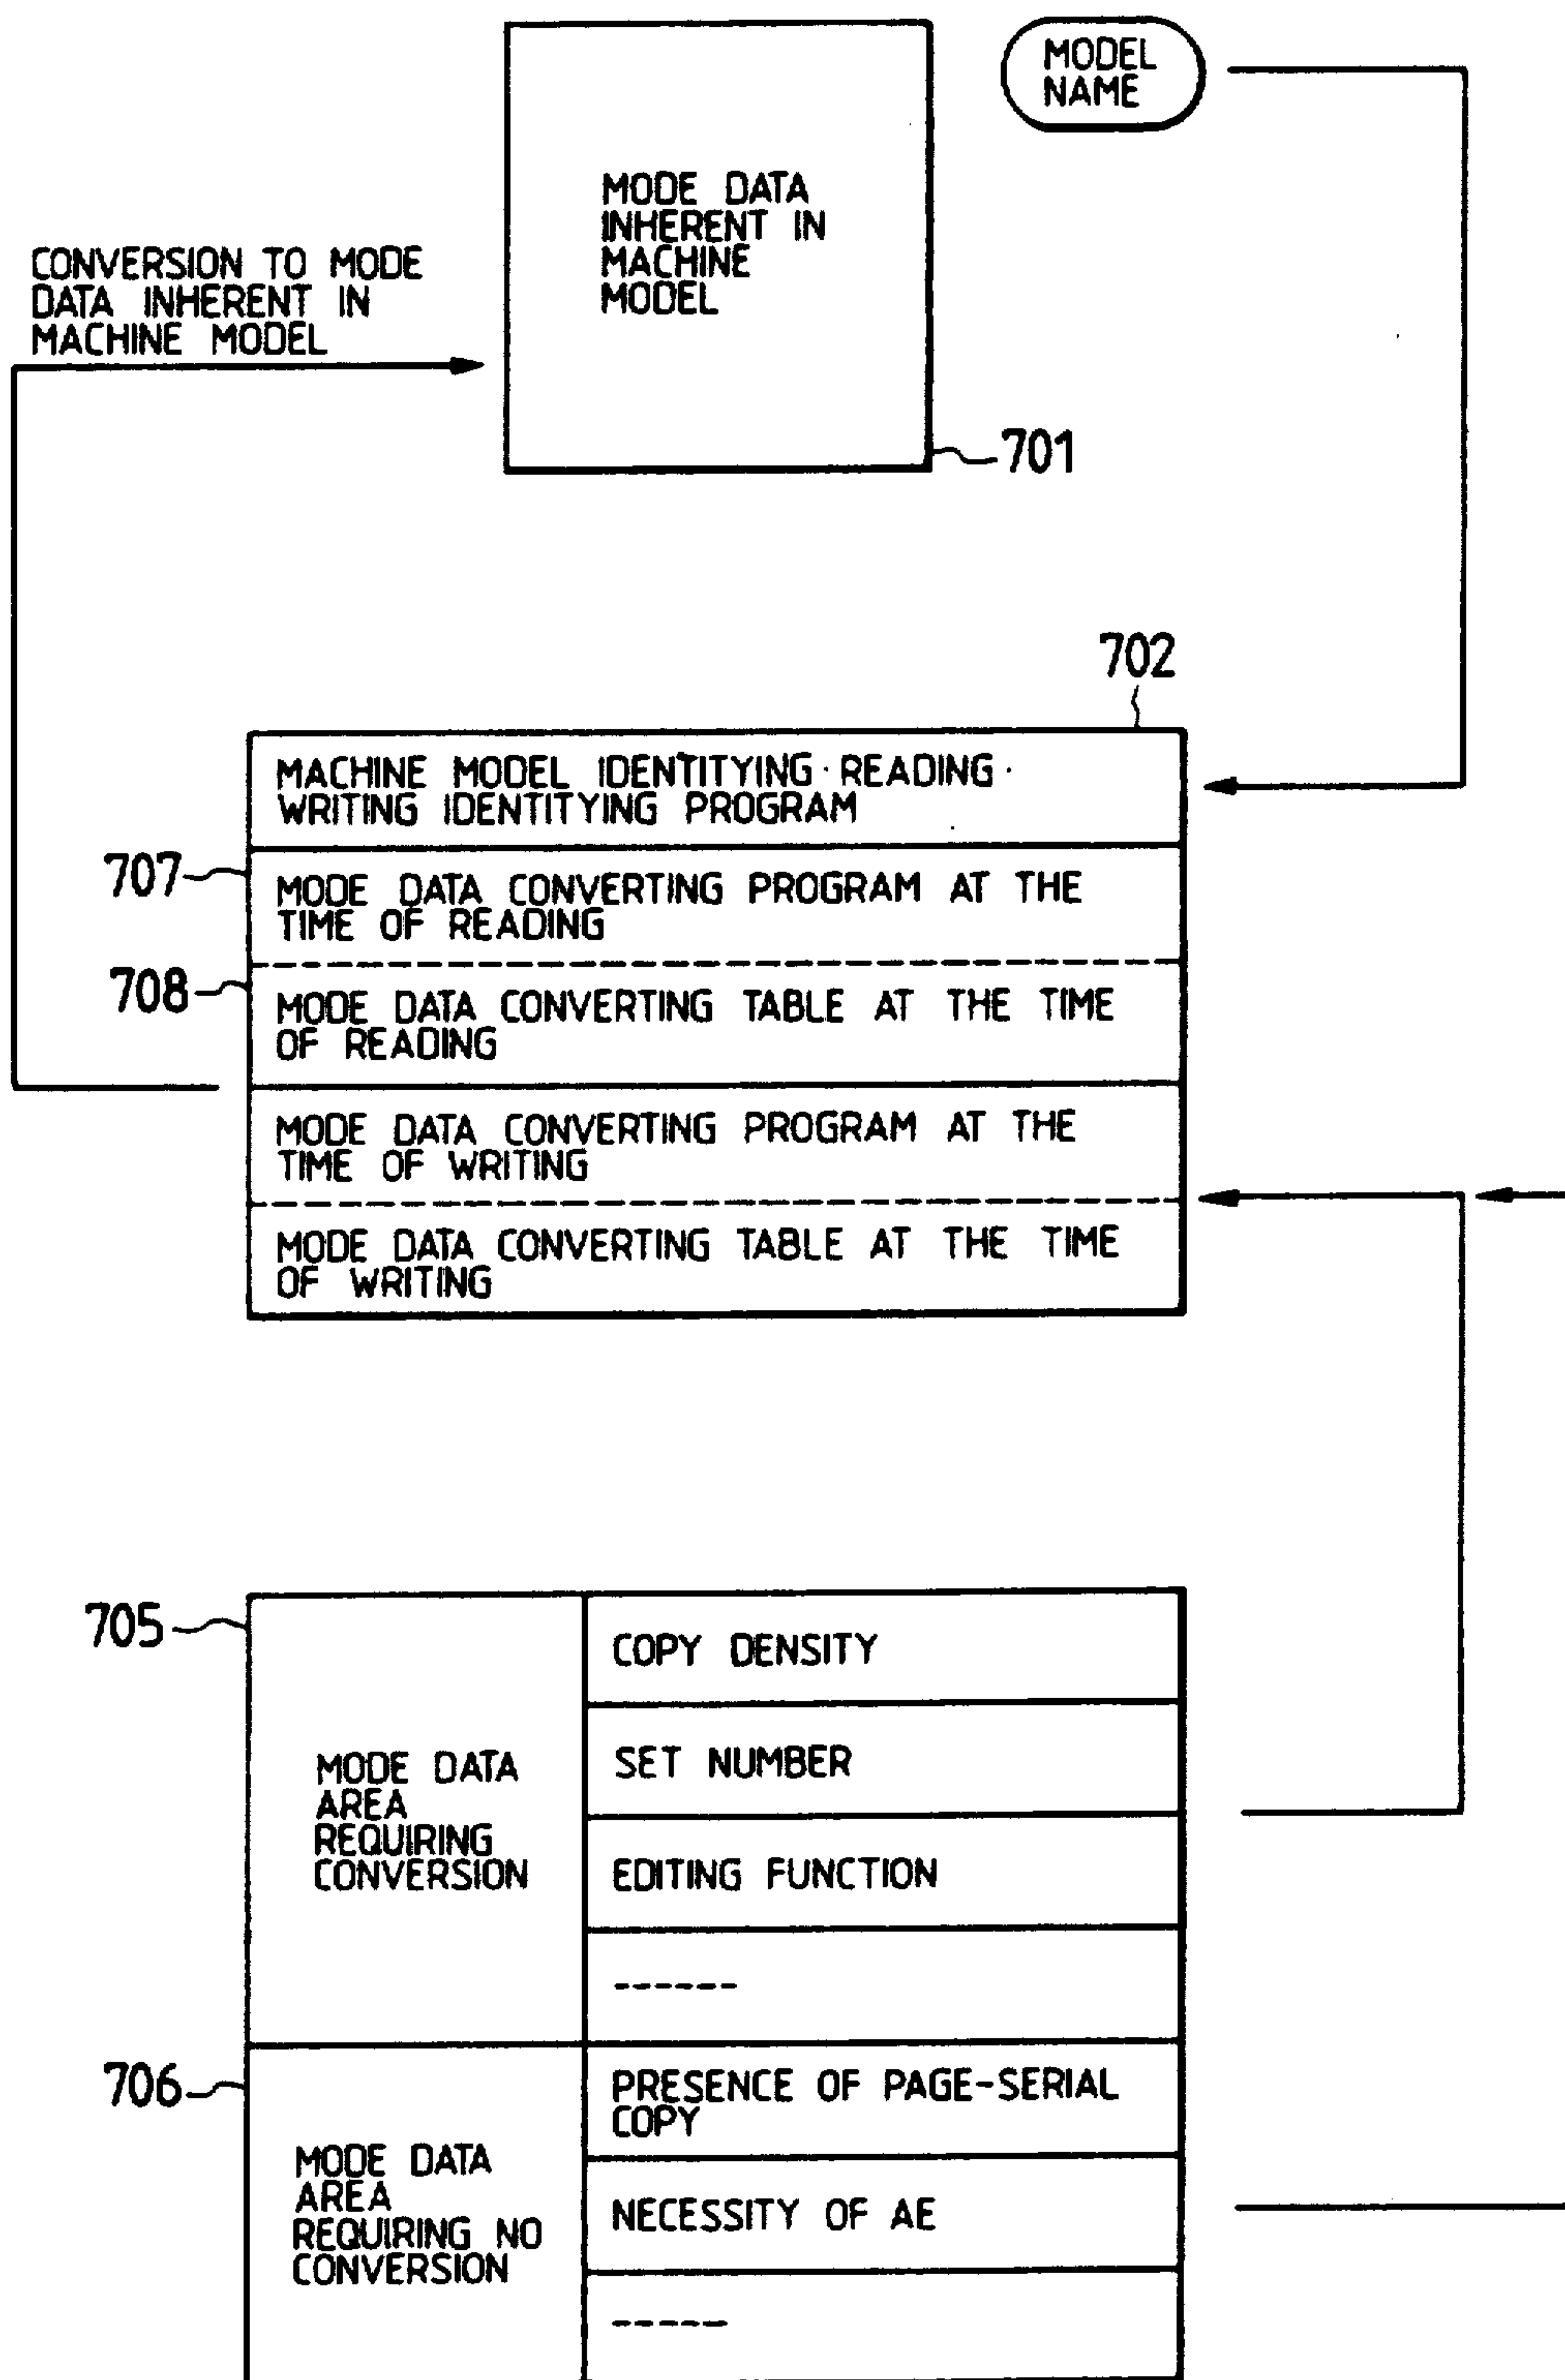 MODEL
NAME
MODE DATA
INHERENT IN
MACHINE
MODEL
CONVERSION TO MODE
DATA INHERENT IN
MACHINE MODEL
701
702
MACHINE MODEL IDENTITYING · READING ·
WRITING IDENTITYING PROGRAM
707
MODE DATA CONVERTING PROGRAM AT THE
TIME OF READING
708
MODE DATA CONVERTING TABLE AT THE TIME
OF READING
MODE DATA CONVERTING PROGRAM AT THE
TIME OF WRITING
MODE DATA CONVERTING TABLE AT THE TIME
OF WRITING
705
MODE DATA
AREA
REQUIRING
CONVERSION
COPY DENSITY
SET NUMBER
EDITING FUNCTION
------
706
MODE DATA
AREA
REQUIRING NO
CONVERSION
PRESENCE OF PAGE-SERIAL
COPY
NECESSITY OF AE
------